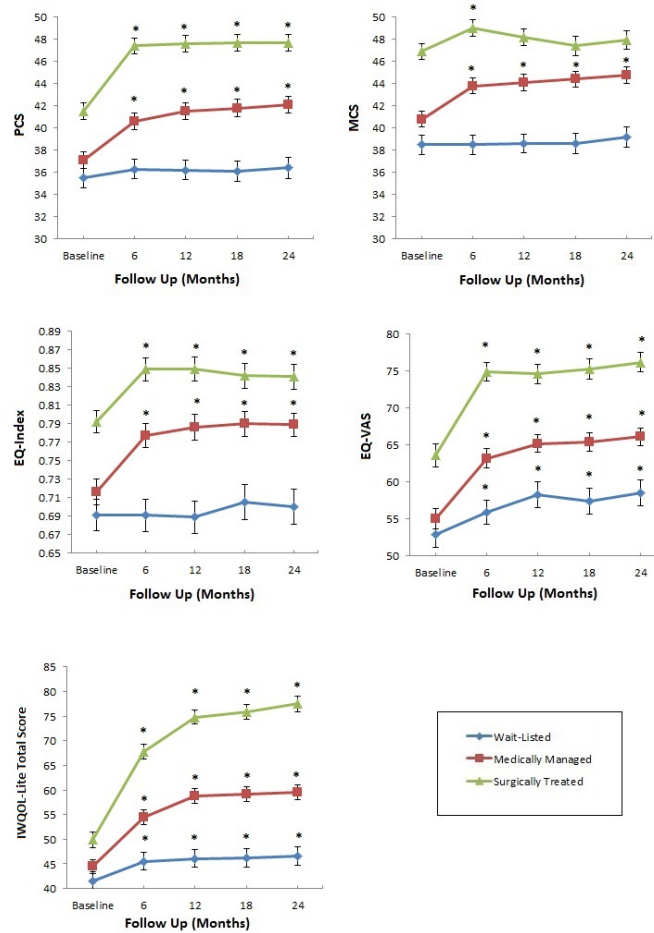 50
48
46
44
42
40
38
36
34
32
30
PCS
* * * *
* * * *
Baseline 6 12 18 24
Follow Up (Months)
50
48
46
44
42
40
38
36
34
32
30
MCS
*
* * * *
Baseline 6 12 18 24
Follow Up (Months)
0.89
0.87
0.85
0.83
0.81
0.79
0.77
0.75
0.73
0.71
0.69
0.67
0.65
EQ-Index
* * * *
* * * *
Baseline 6 12 18 24
Follow Up (Months)
80
75
70
65
60
55
50
EQ-VAS
* * * *
* * * *
* * * *
Baseline 6 12 18 24
Follow Up (Months)
85
80
75
70
65
60
55
50
45
40
IWQOL-Lite Total Score
* * * *
* * * *
* * * *
Baseline 6 12 18 24
Follow Up (Months)
Wait-Listed
Medically Managed
Surgically Treated